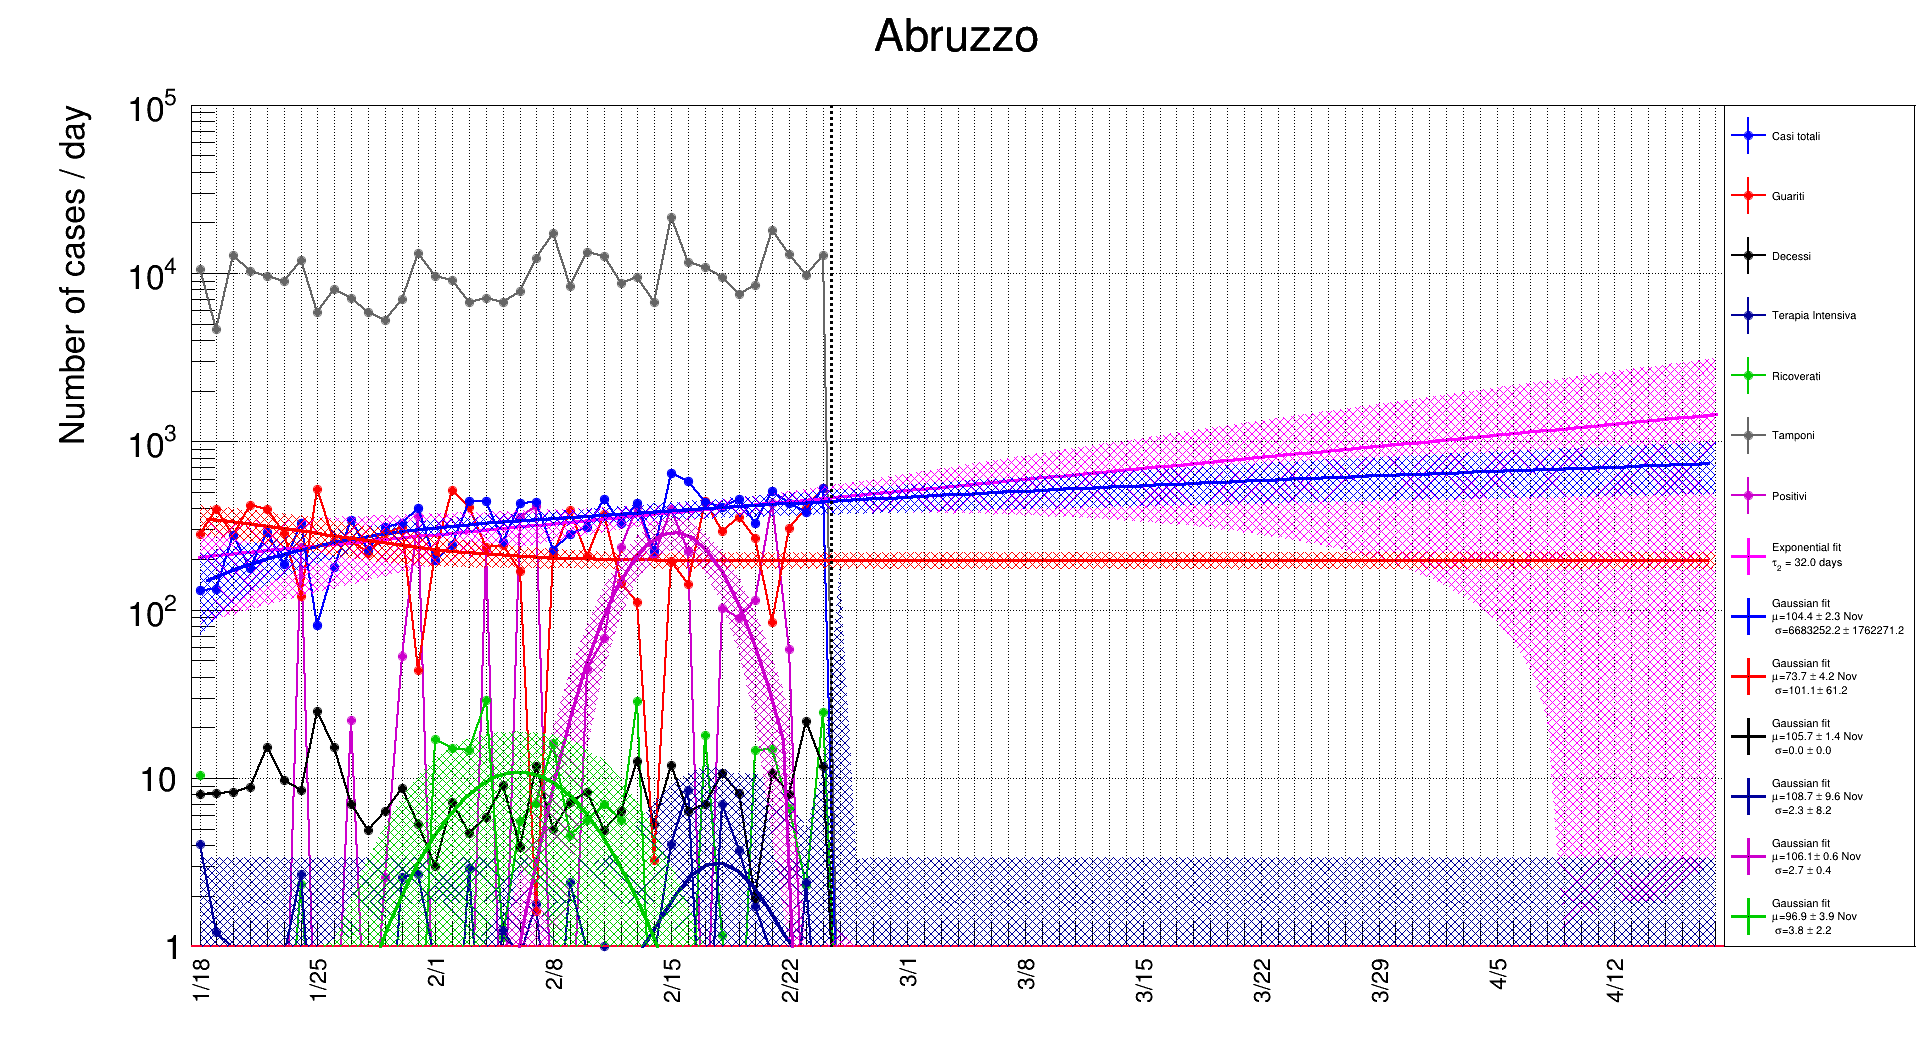 Abruzzo
Number of cases / day
10^5
10^4
10^3
10^2
10
1
1/18
1/25
2/1
2/8
2/15
2/22
3/1
3/8
3/15
3/22
3/29
4/5
4/12
Casi totali
Guariti
Decessi
Terapia Intensiva
Ricoverati
Tamponi
Positivi
Exponential fit
τ2 = 32.0 days
Gaussian fit
μ=104.4 ± 2.3 Nov
σ=6683252.2 ± 1762271.2
Gaussian fit
μ=73.7 ± 4.2 Nov
σ=101.1 ± 61.2
Gaussian fit
μ=105.7 ± 1.4 Nov
σ=0.0 ± 0.0
Gaussian fit
μ=108.7 ± 9.6 Nov
σ=2.3 ± 8.2
Gaussian fit
μ=106.1 ± 0.6 Nov
σ=2.7 ± 0.4
Gaussian fit
μ=96.9 ± 3.9 Nov
σ=3.8 ± 2.2